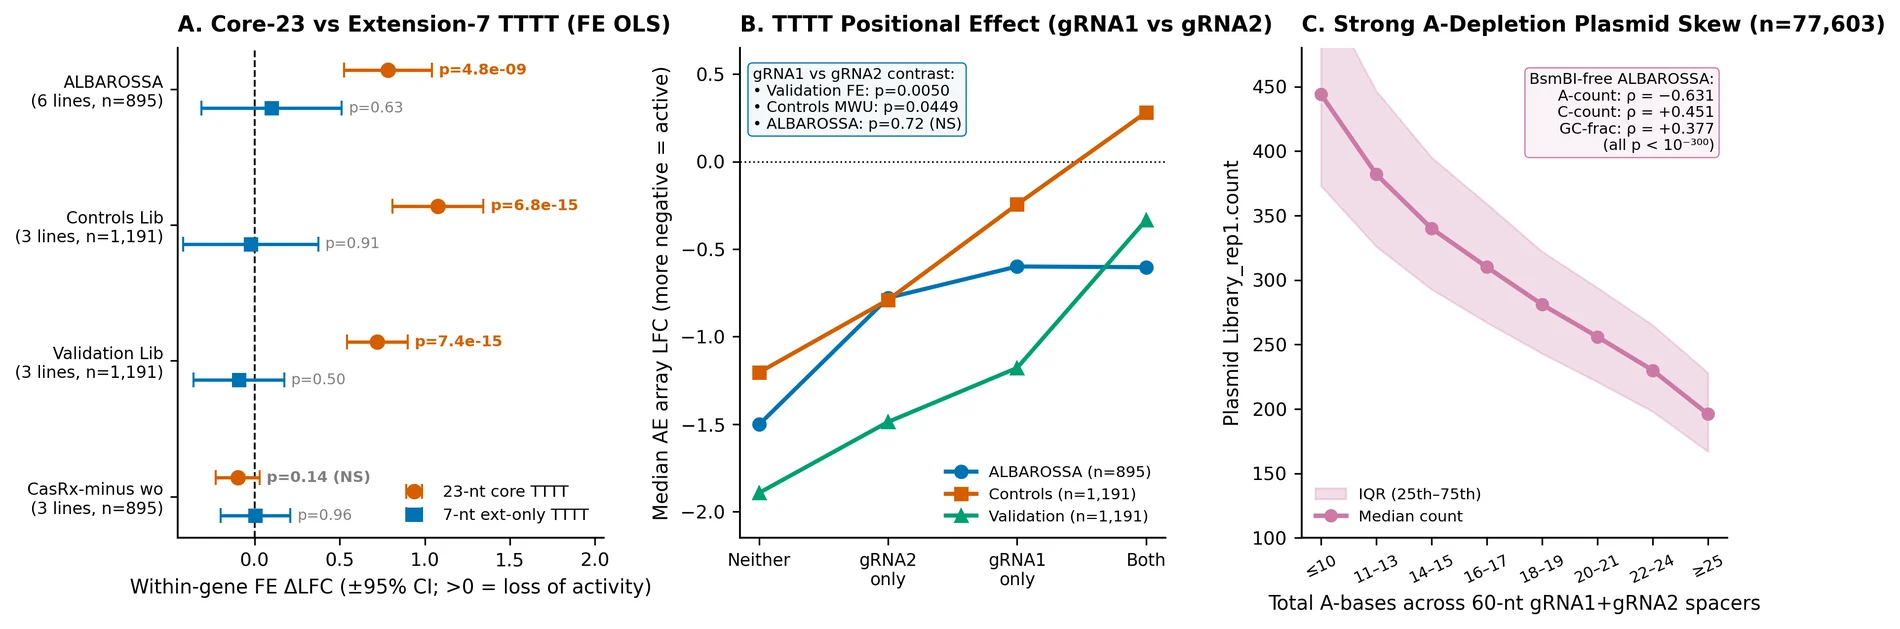 A. Core-23 vs Extension-7 TTTT (FE OLS)
ALBAROSSA
(6 lines, n=895)
Controls Lib
(3 lines, n=1,191)
Validation Lib
(3 lines, n=1,191)
CasRx-minus wo
(3 lines, n=895)
p=4.8e-09
p=0.63
p=6.8e-15
p=0.91
p=7.4e-15
p=0.50
p=0.14 (NS)
p=0.96
23-nt core TTTT
7-nt ext-only TTTT
0.0
0.5
1.0
1.5
2.0
Within-gene FE ΔLFC (±95% CI; >0 = loss of activity)
B. TTTT Positional Effect (gRNA1 vs gRNA2)
Median AE array LFC (more negative = active)
0.5
0.0
−0.5
−1.0
−1.5
−2.0
gRNA1 vs gRNA2 contrast:
• Validation FE: p=0.0050
• Controls MWU: p=0.0449
• ALBAROSSA: p=0.72 (NS)
ALBAROSSA (n=895)
Controls (n=1,191)
Validation (n=1,191)
Neither
gRNA2
only
gRNA1
only
Both
C. Strong A-Depletion Plasmid Skew (n=77,603)
Plasmid Library_rep1.count
450
400
350
300
250
200
150
100
BsmBI-free ALBAROSSA:
A-count: ρ = −0.631
C-count: ρ = +0.451
GC-frac: ρ = +0.377
(all p < 10⁻³⁰⁰)
IQR (25th–75th)
Median count
≤10
11–13
14–15
16–17
18–19
20–21
22–24
≥25
Total A-bases across 60-nt gRNA1+gRNA2 spacers